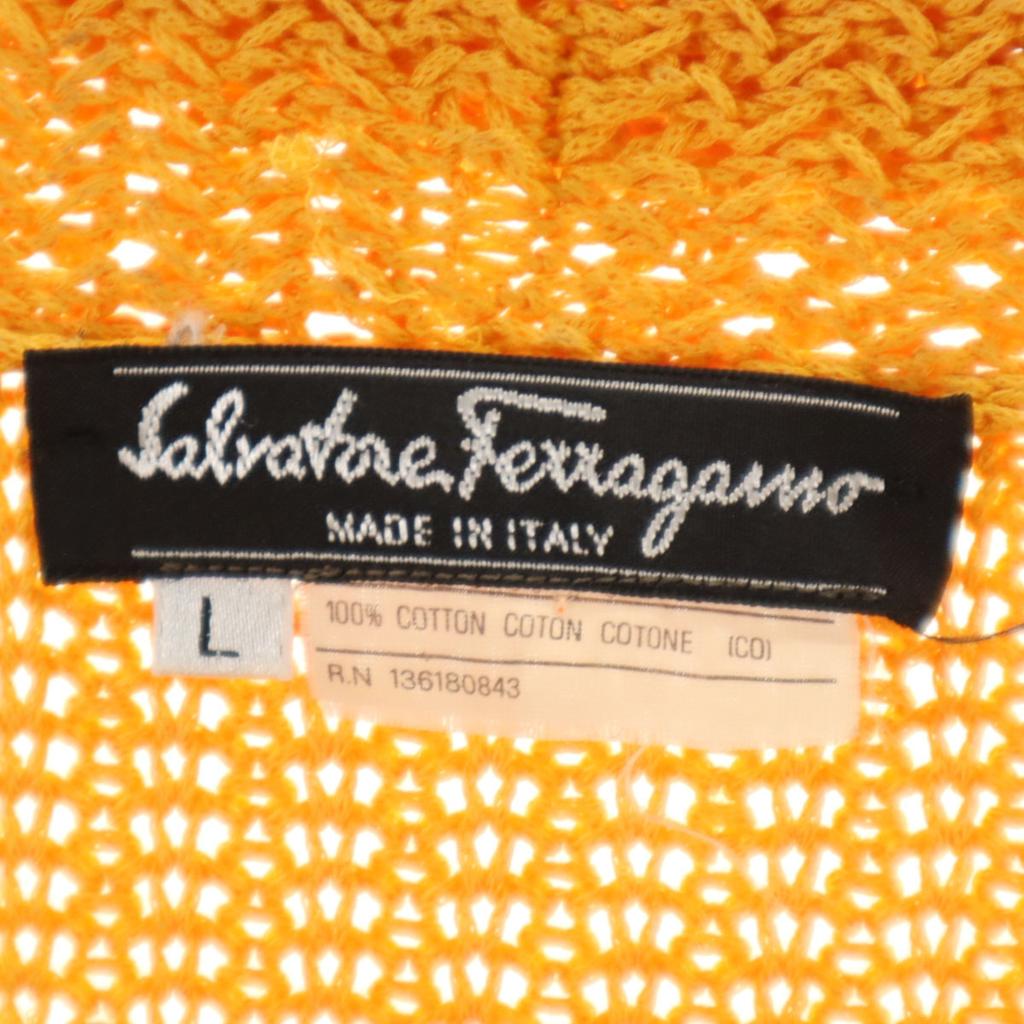 Salvatore Ferragamo
MADE IN ITALY
L
100% COTTON COTON COTONE (CO)
R.N 136180843